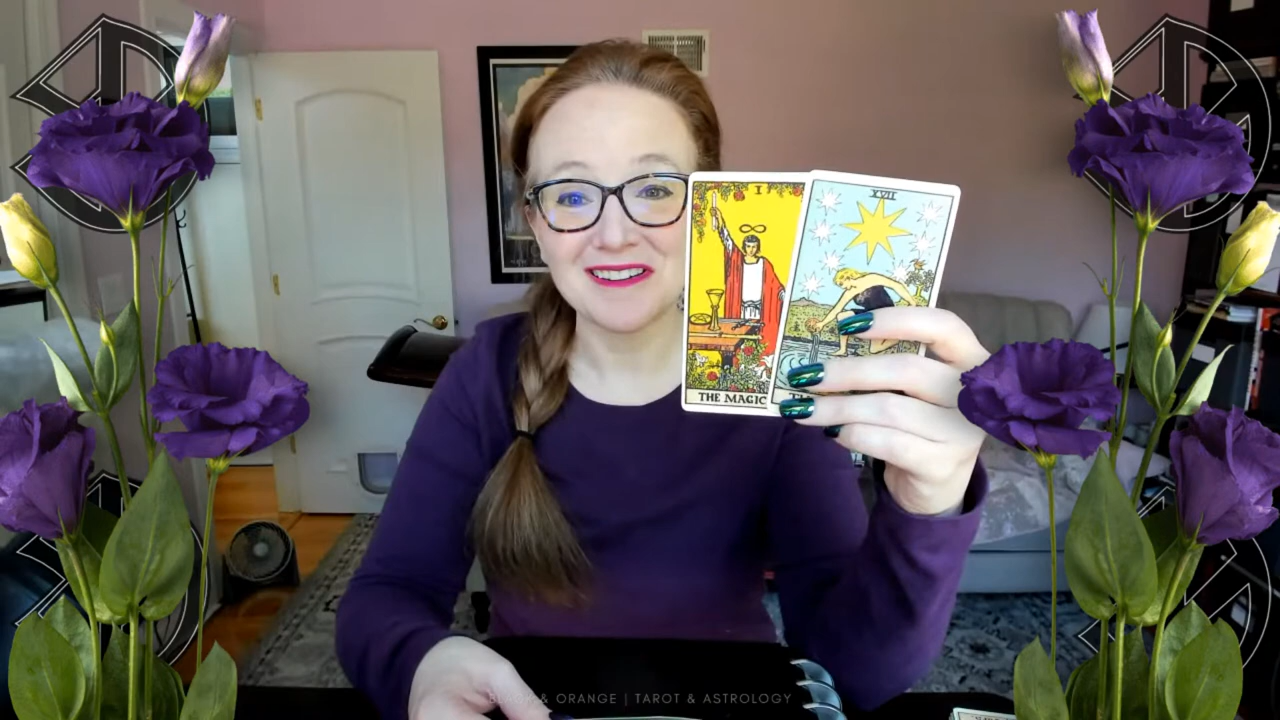 I
XVII
THE MAGIC
& ORANGE | TAROT & ASTROLOGY